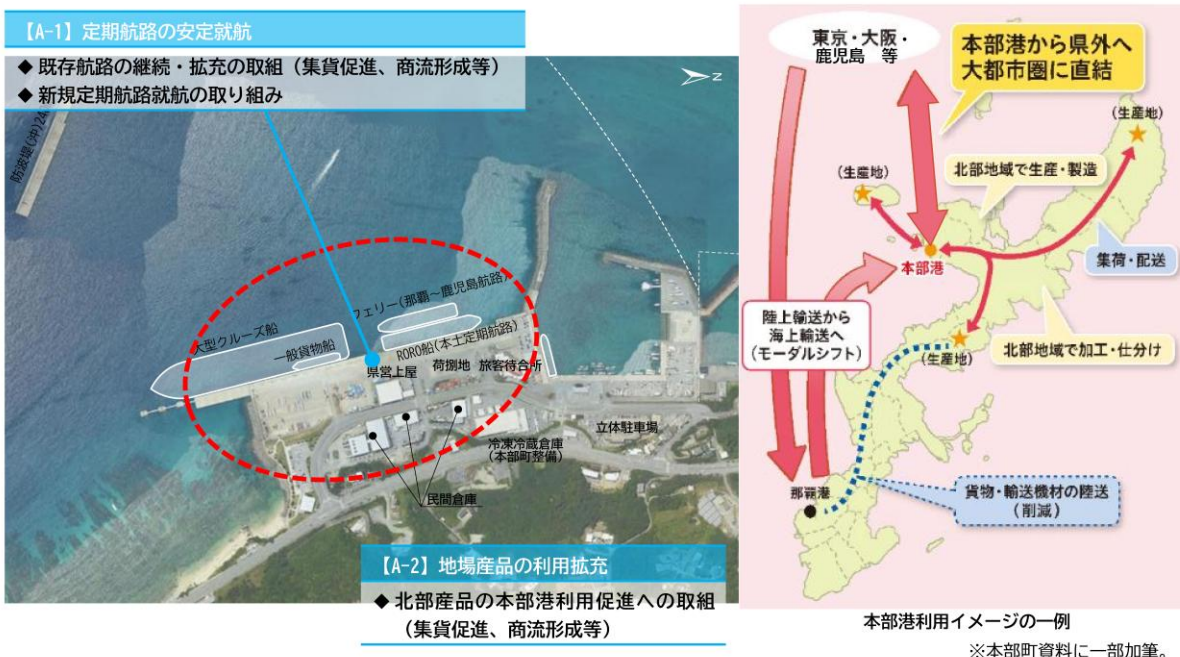 【A-1】定期航路の安定就航
◆ 既存航路の継続・拡充の取組（集貨促進、商流形成等）
◆ 新規定期航路就航の取り組み
N
大型クルーズ船
一般貨物船
フェリー(那覇～鹿児島航路)
RORO船(本土定期航路)
県営上屋
荷捌地
旅客待合所
立体駐車場
冷凍冷蔵倉庫
(本部町整備)
民間倉庫
【A-2】地場産品の利用拡充
◆ 北部産品の本部港利用促進への取組
（集貨促進、商流形成等）
東京・大阪・
鹿児島 等
本部港から県外へ
大都市圏に直結
(生産地)
北部地域で生産・製造
(生産地)
本部港
集荷・配送
陸上輸送から
海上輸送へ
(モーダルシフト)
(生産地)
北部地域で加工・仕分け
那覇港
貨物・輸送機材の陸送
(削減)
本部港利用イメージの一例
※本部町資料に一部加筆。